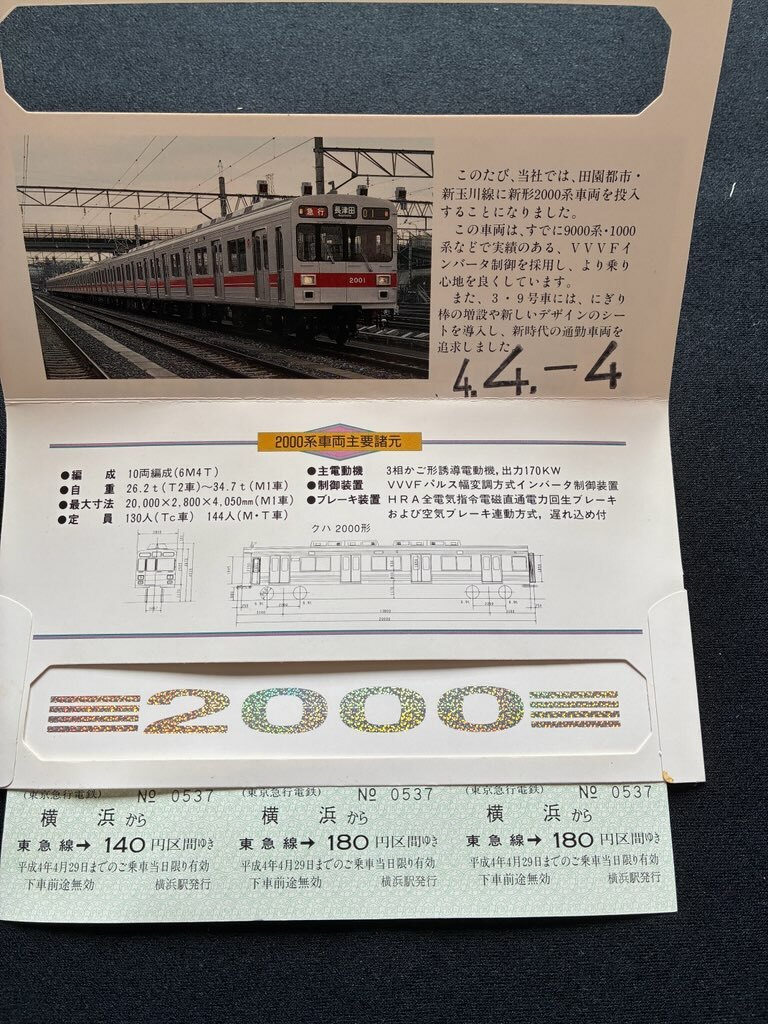 急行 長津田 01
2001
このたび、当社では、田園都市・
新玉川線に新形2000系車両を投入
することになりました。
この車両は、すでに9000系・1000
系などで実績のある、VVVFイ
ンバータ制御を採用し、より乗り
心地を良くしています。
また、3・9号車には、にぎり
棒の増設や新しいデザインのシー
トを導入し、新時代の通勤車両を
追求しました。
4.4.-4
2000系車両主要諸元
●編 成 10両編成(6M4T)
●自 重 26.2t(T2車)～34.7t(M1車)
●最大寸法 20,000×2,800×4,050mm(M1車)
●定 員 130人(Tc車) 144人(M・T車)
●主電動機 3相かご形誘導電動機,出力170KW
●制御装置 VVVFパルス幅変調方式インバータ制御装置
●ブレーキ装置 HRA全電気指令電磁直通電力回生ブレーキ
および空気ブレーキ連動方式,遅れ込め付
クハ 2000形
2000
(東京急行電鉄) № 0537
横浜から
東急線→140円区間ゆき
平成4年4月29日までのご乗車当日限り有効
下車前途無効 横浜駅発行
(東京急行電鉄) № 0537
横浜から
東急線→180円区間ゆき
平成4年4月29日までのご乗車当日限り有効
下車前途無効 横浜駅発行
(東京急行電鉄) № 0537
横浜から
東急線→180円区間ゆき
平成4年4月29日までのご乗車当日限り有効
下車前途無効 横浜駅発行